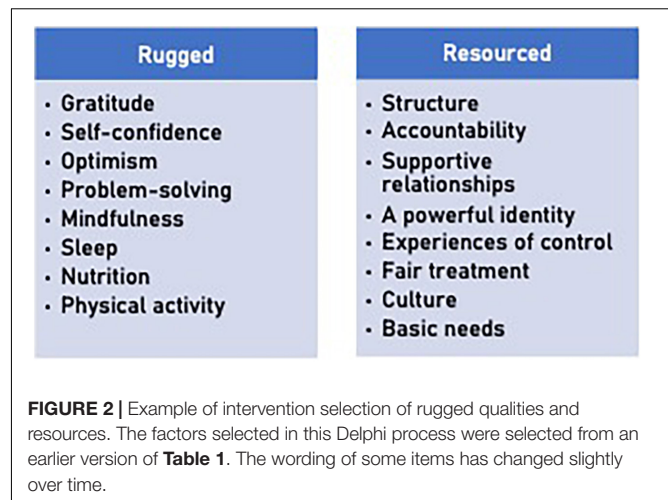 Rugged
• Gratitude
• Self-confidence
• Optimism
• Problem-solving
• Mindfulness
• Sleep
• Nutrition
• Physical activity
Resourced
• Structure
• Accountability
• Supportive
relationships
• A powerful identity
• Experiences of control
• Fair treatment
• Culture
• Basic needs
FIGURE 2 | Example of intervention selection of rugged qualities and
resources. The factors selected in this Delphi process were selected from an
earlier version of Table 1. The wording of some items has changed slightly
over time.